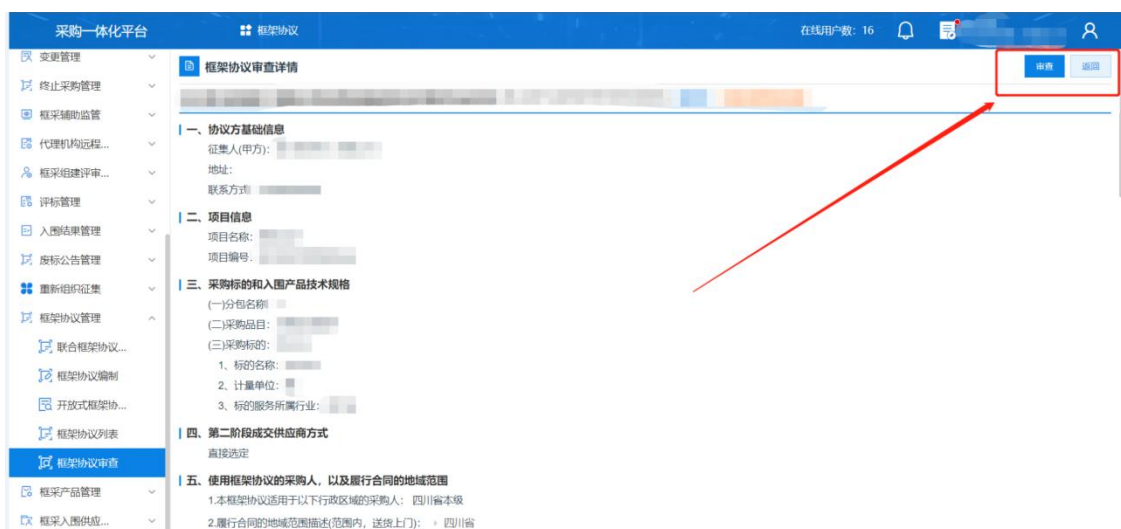 采购一体化平台
框架协议
在线用户数：16
变更管理
终止采购管理
框采辅助监管
代理机构远程...
框采组建评审...
评标管理
入围结果管理
废标公告管理
重新组织征集
框架协议管理
联合框架协议...
框架协议编制
开放式框架协...
框架协议列表
框架协议审查
框采产品管理
框采入围供应...
框架协议审查详情
审查
返回
一、协议方基础信息
征集人(甲方)：
地址：
联系方式
二、项目信息
项目名称：
项目编号.
三、采购标的和入围产品技术规格
(一)分包名称
(二)采购品目：
(三)采购标的：
1、标的名称：
2、计量单位：
3、标的服务所属行业：
四、第二阶段成交供应商方式
直接选定
五、使用框架协议的采购人，以及履行合同的地域范围
1.本框架协议适用于以下行政区域的采购人： 四川省本级
2.履行合同的地域范围描述(范围内，送货上门)： 四川省